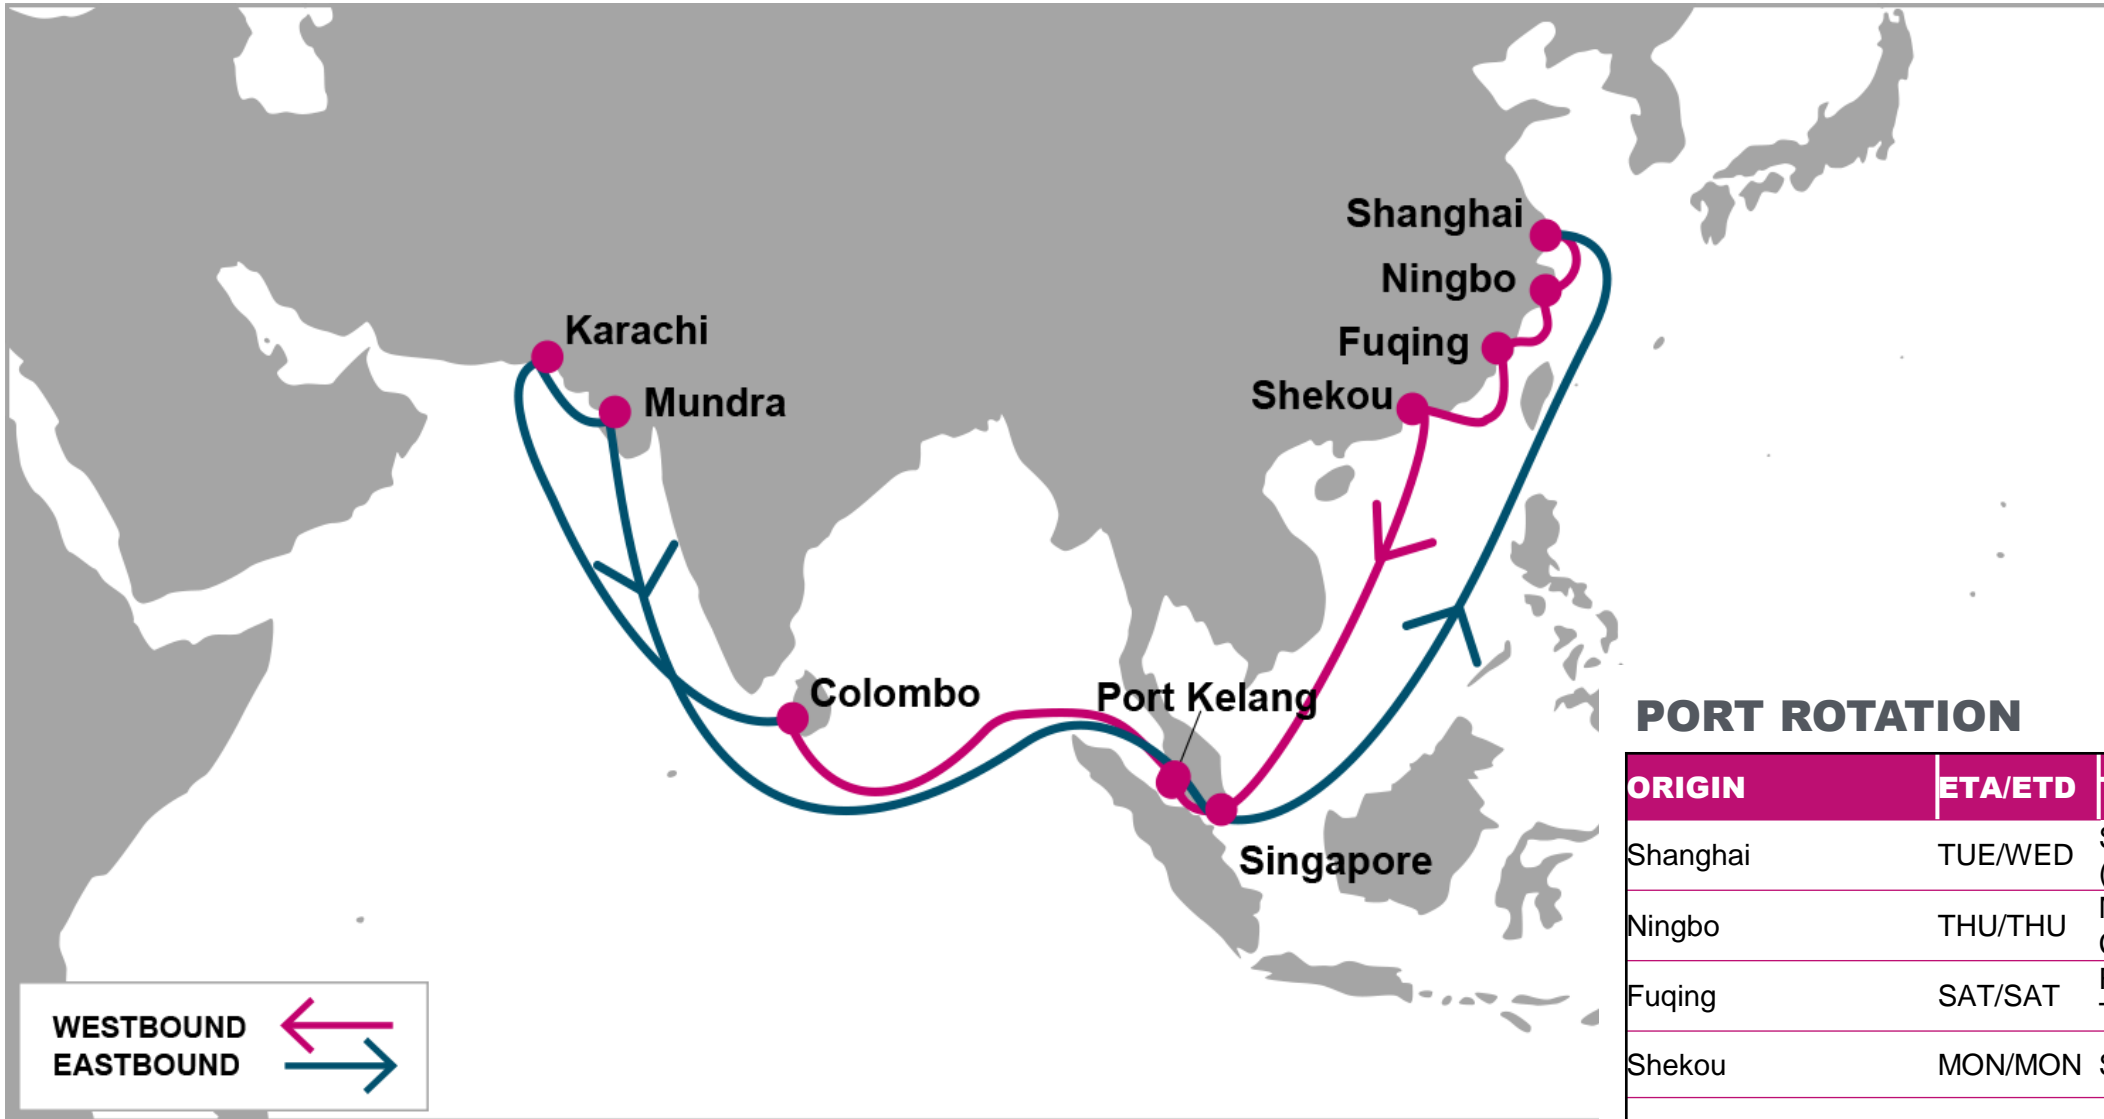 Shanghai
Ningbo
Fuqing
Shekou
Karachi
Mundra
Colombo
Port Kelang
Singapore
WESTBOUND
EASTBOUND
PORT ROTATION
ORIGIN ETA/ETD
Shanghai TUE/WED
Ningbo THU/THU
Fuqing SAT/SAT
Shekou MON/MON